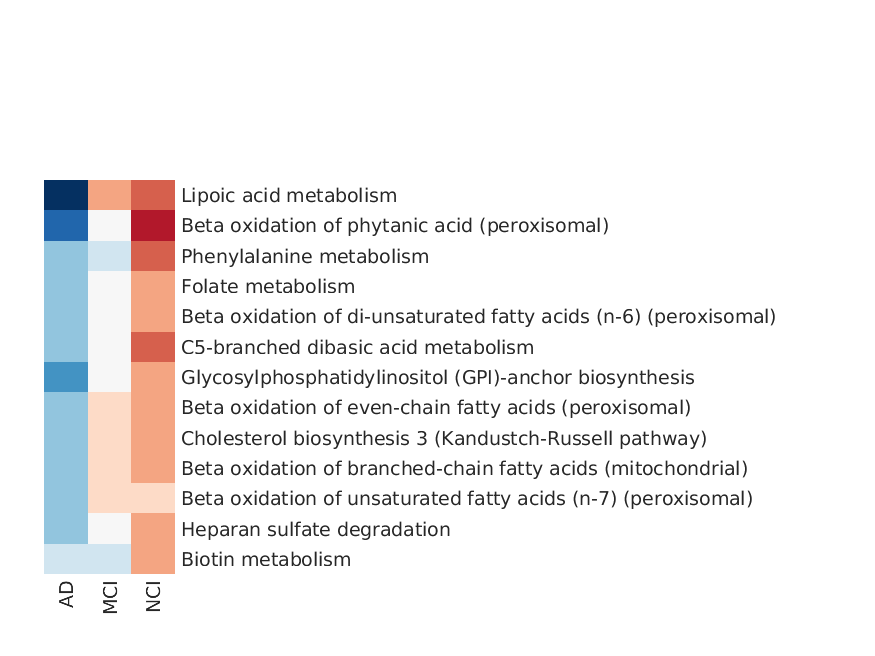 Lipoic acid metabolism
Beta oxidation of phytanic acid (peroxisomal)
Phenylalanine metabolism
Folate metabolism
Beta oxidation of di-unsaturated fatty acids (n-6) (peroxisomal)
C5-branched dibasic acid metabolism
Glycosylphosphatidylinositol (GPI)-anchor biosynthesis
Beta oxidation of even-chain fatty acids (peroxisomal)
Cholesterol biosynthesis 3 (Kandustch-Russell pathway)
Beta oxidation of branched-chain fatty acids (mitochondrial)
Beta oxidation of unsaturated fatty acids (n-7) (peroxisomal)
Heparan sulfate degradation
Biotin metabolism
AD
MCI
NCI